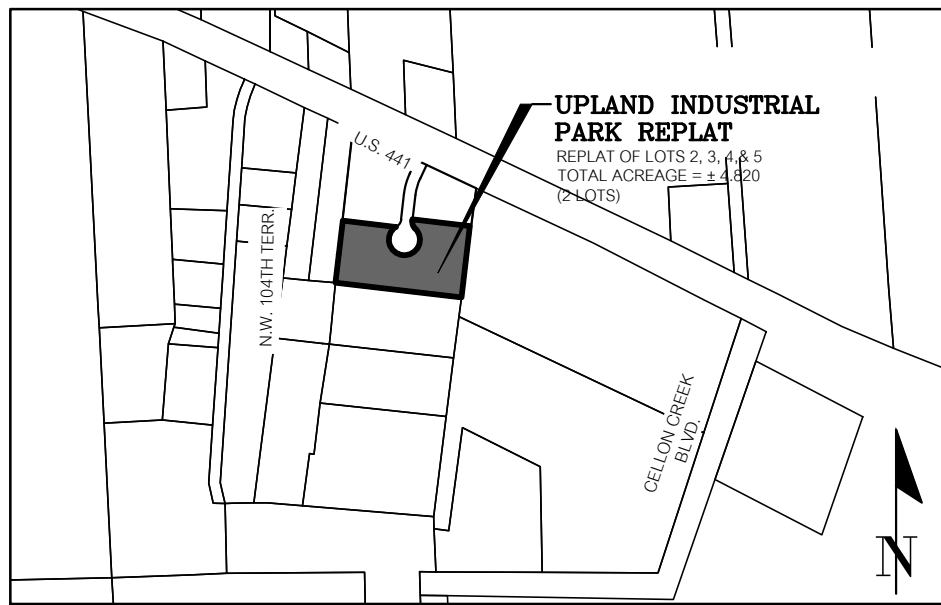 UPLAND INDUSTRIAL
PARK REPLAT
REPLAT OF LOTS 2, 3, 4,& 5
TOTAL ACREAGE = ± 4.820
(2 LOTS)
U.S. 441
N.W. 104TH TERR.
CELLON CREEK
BLVD.
N